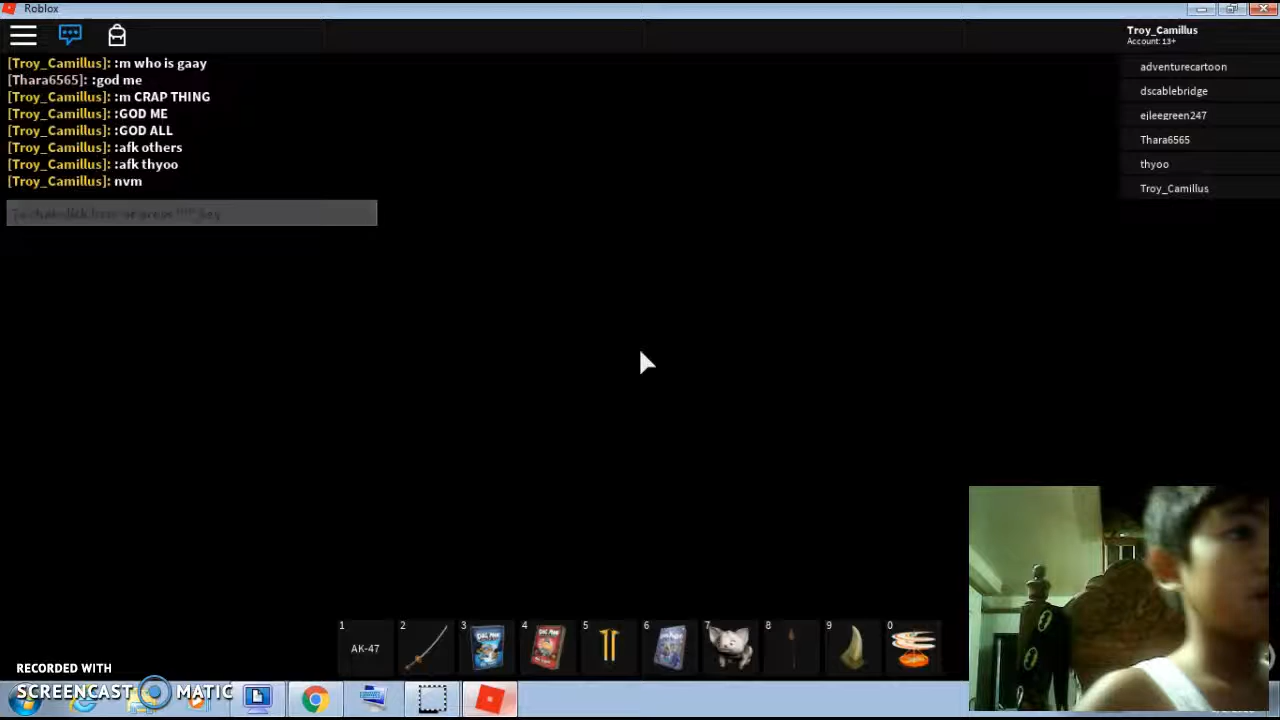 Roblox
Troy_Camillus
Account: 13+
[Troy_Camillus]: :m who is gaay
[Thara6565]: :god me
[Troy_Camillus]: :m CRAP THING
[Troy_Camillus]: :GOD ME
[Troy_Camillus]: :GOD ALL
[Troy_Camillus]: :afk others
[Troy_Camillus]: :afk thyoo
[Troy_Camillus]: nvm
adventurecartoon
dscablebridge
ejleegreen247
Thara6565
thyoo
Troy_Camillus
1 2 3 4 5 6 7 8 9 0
AK-47
RECORDED WITH
SCREENCAST MATIC